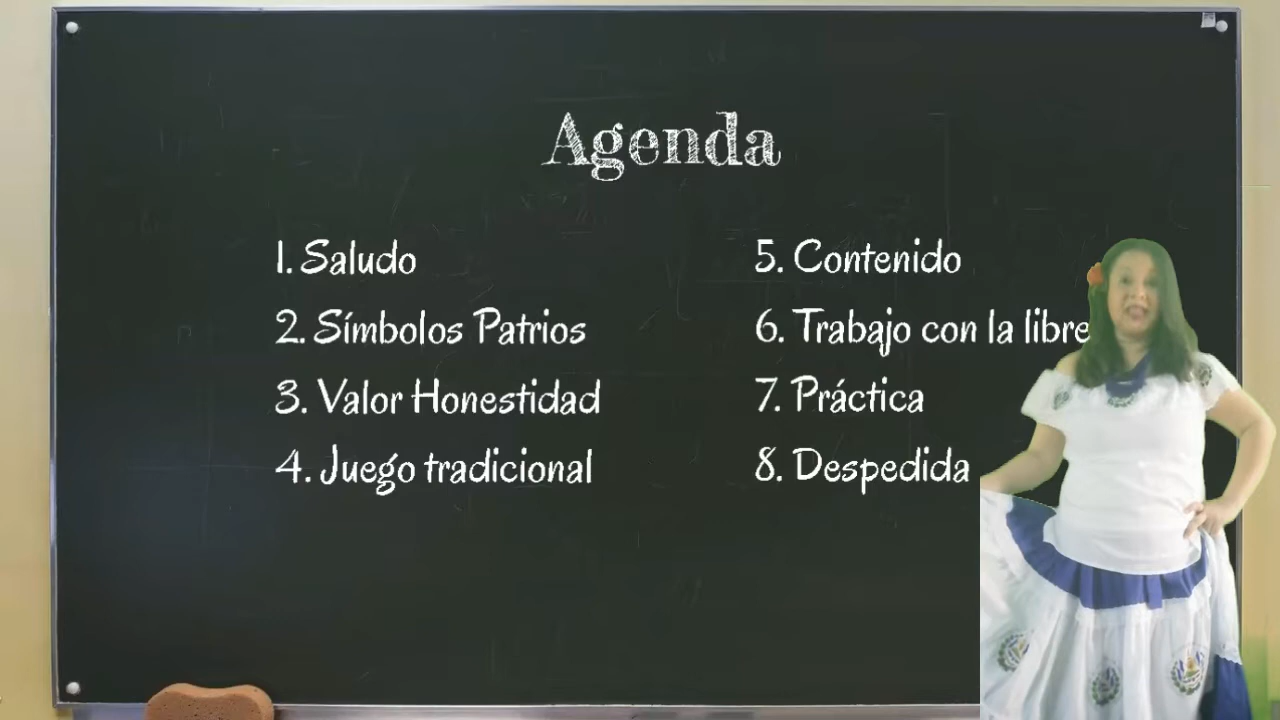 Agenda
1. Saludo
2. Símbolos Patrios
3. Valor Honestidad
4. Juego tradicional
5. Contenido
6. Trabajo con la libre
7. Práctica
8. Despedida